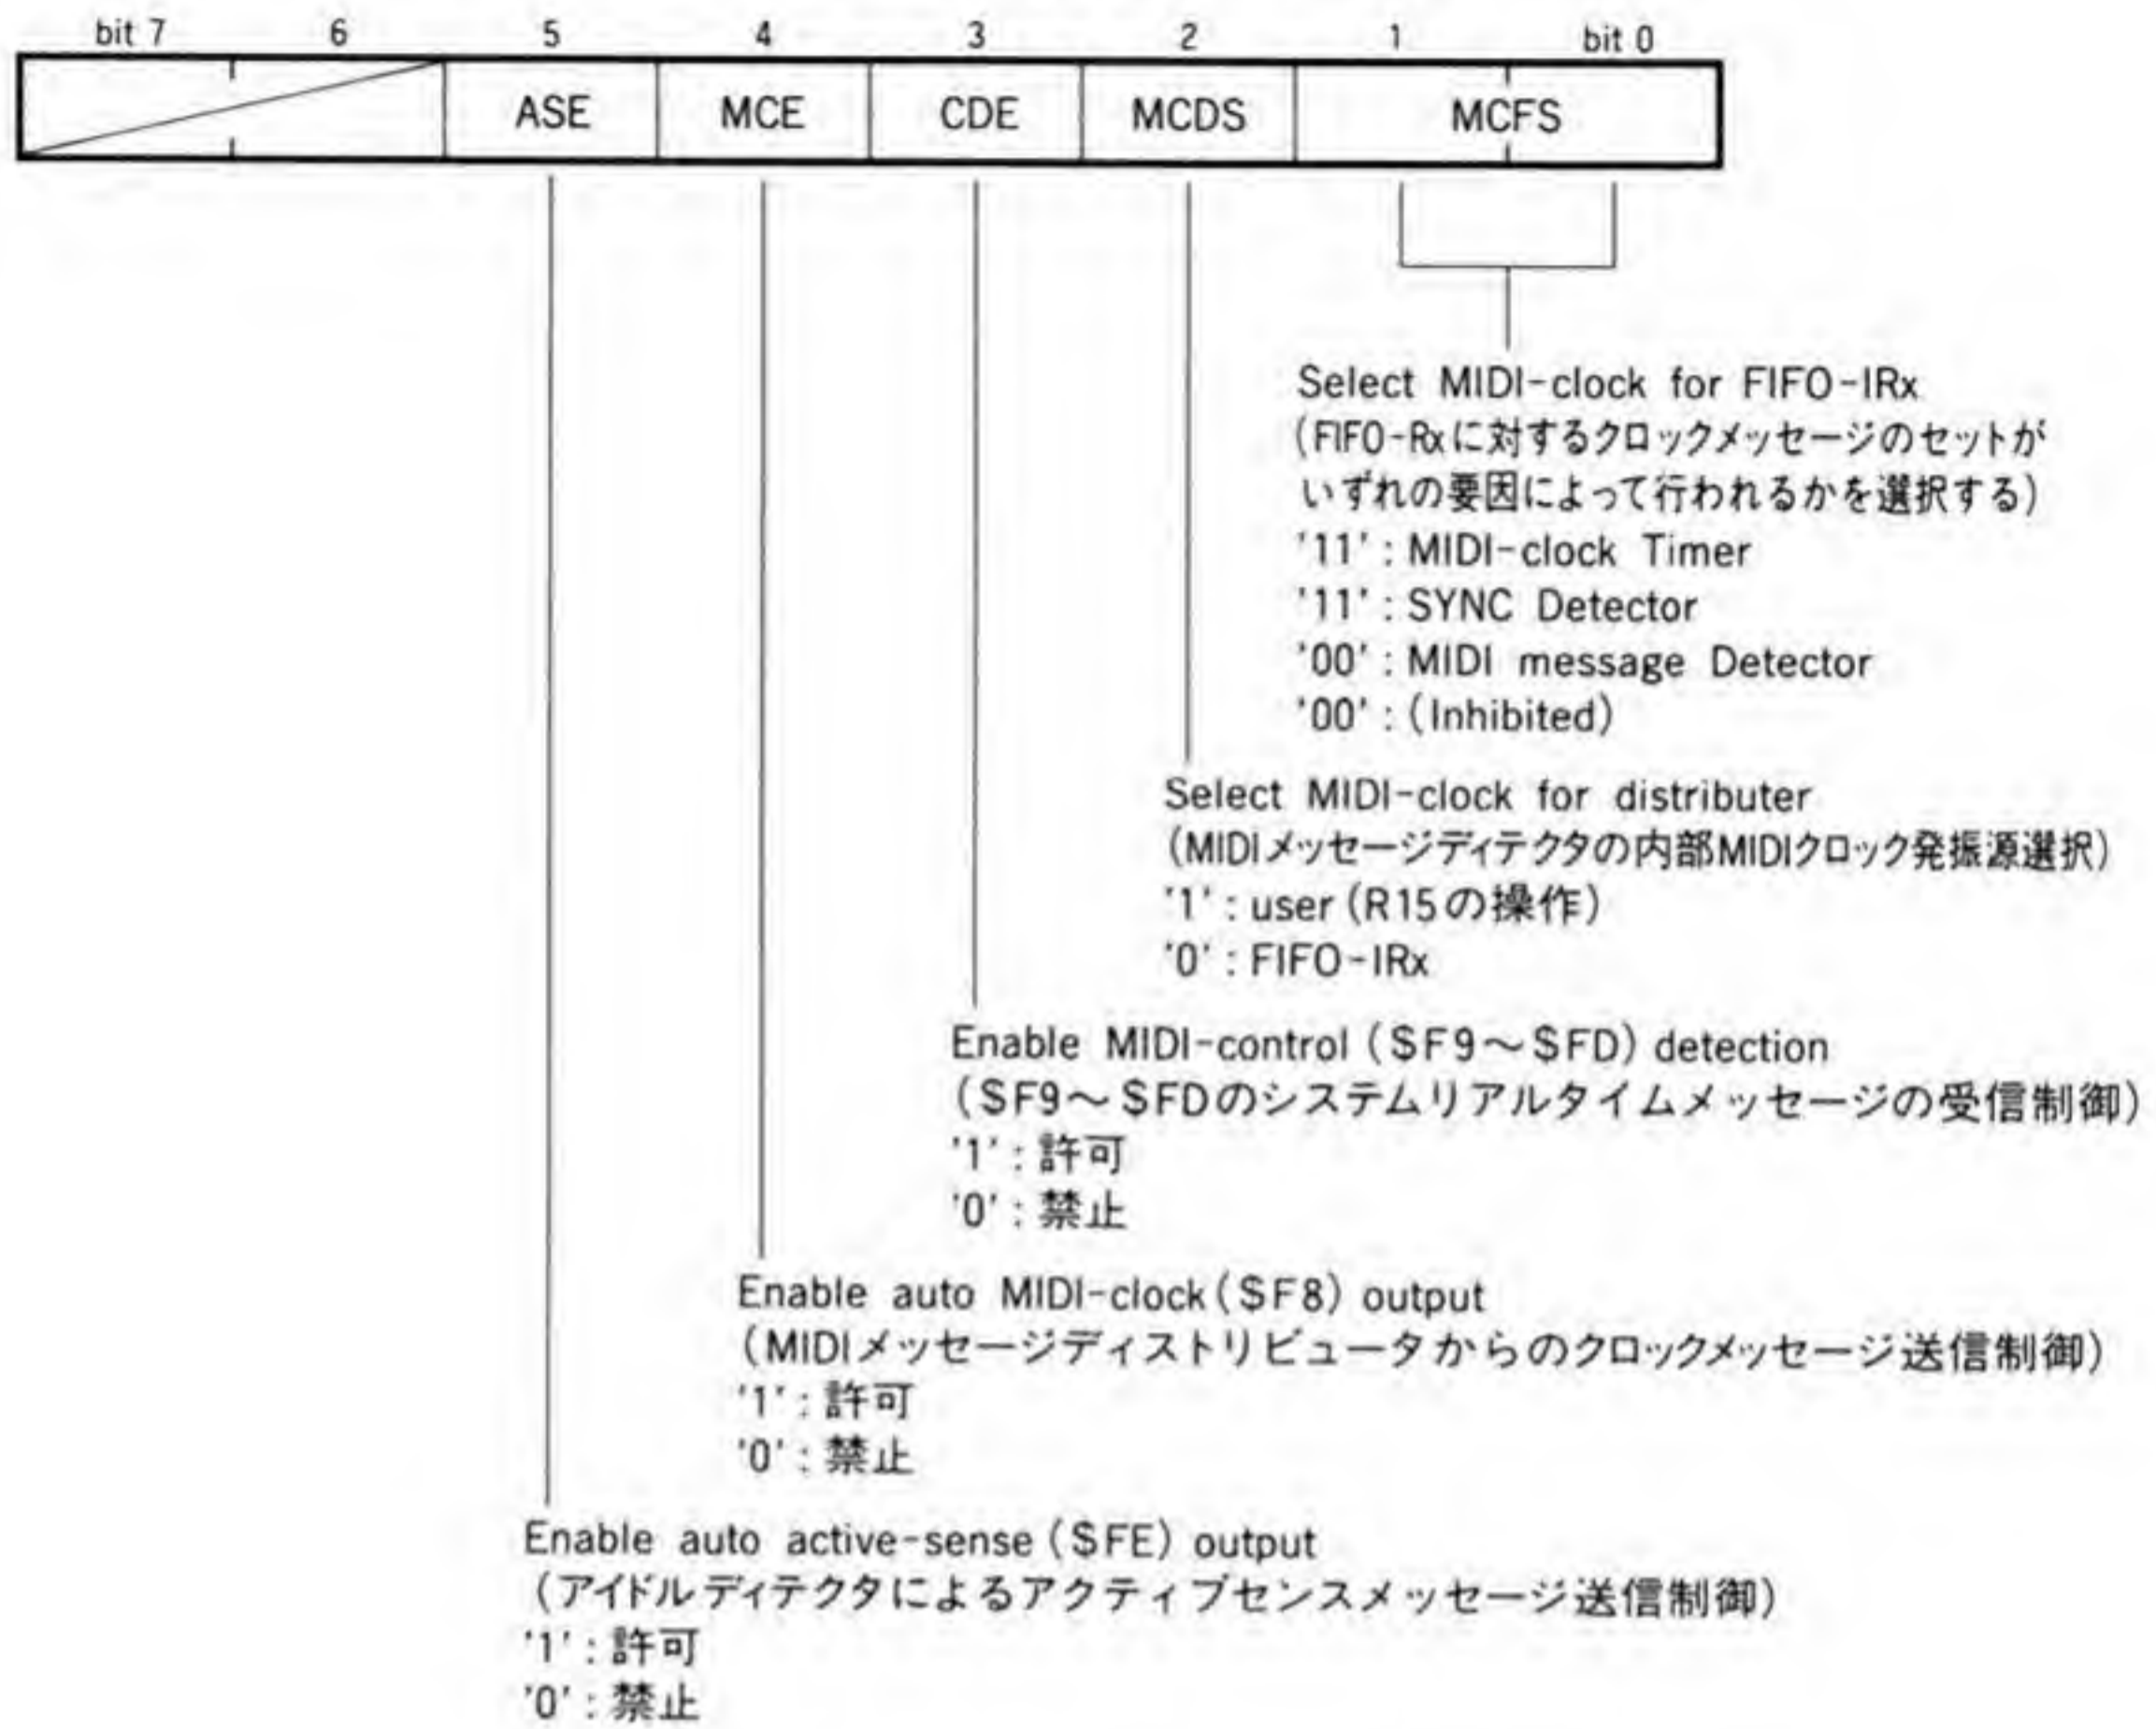 bit 7 6 5 4 3 2 1 bit 0
ASE MCE CDE MCDS MCFS
Select MIDI-clock for FIFO-IRx
(FIFO-Rxに対するクロックメッセージのセットが
いずれの要因によって行われるかを選択する)
'11' : MIDI-clock Timer
'11' : SYNC Detector
'00' : MIDI message Detector
'00' : (Inhibited)
Select MIDI-clock for distributer
(MIDIメッセージディテクタの内部MIDIクロック発振源選択)
'1' : user (R15の操作)
'0' : FIFO-IRx
Enable MIDI-control ($F9〜$FD) detection
($F9〜$FDのシステムリアルタイムメッセージの受信制御)
'1' : 許可
'0' : 禁止
Enable auto MIDI-clock ($F8) output
(MIDIメッセージディストリビュータからのクロックメッセージ送信制御)
'1' : 許可
'0' : 禁止
Enable auto active-sense ($FE) output
(アイドルディテクタによるアクティブセンスメッセージ送信制御)
'1' : 許可
'0' : 禁止